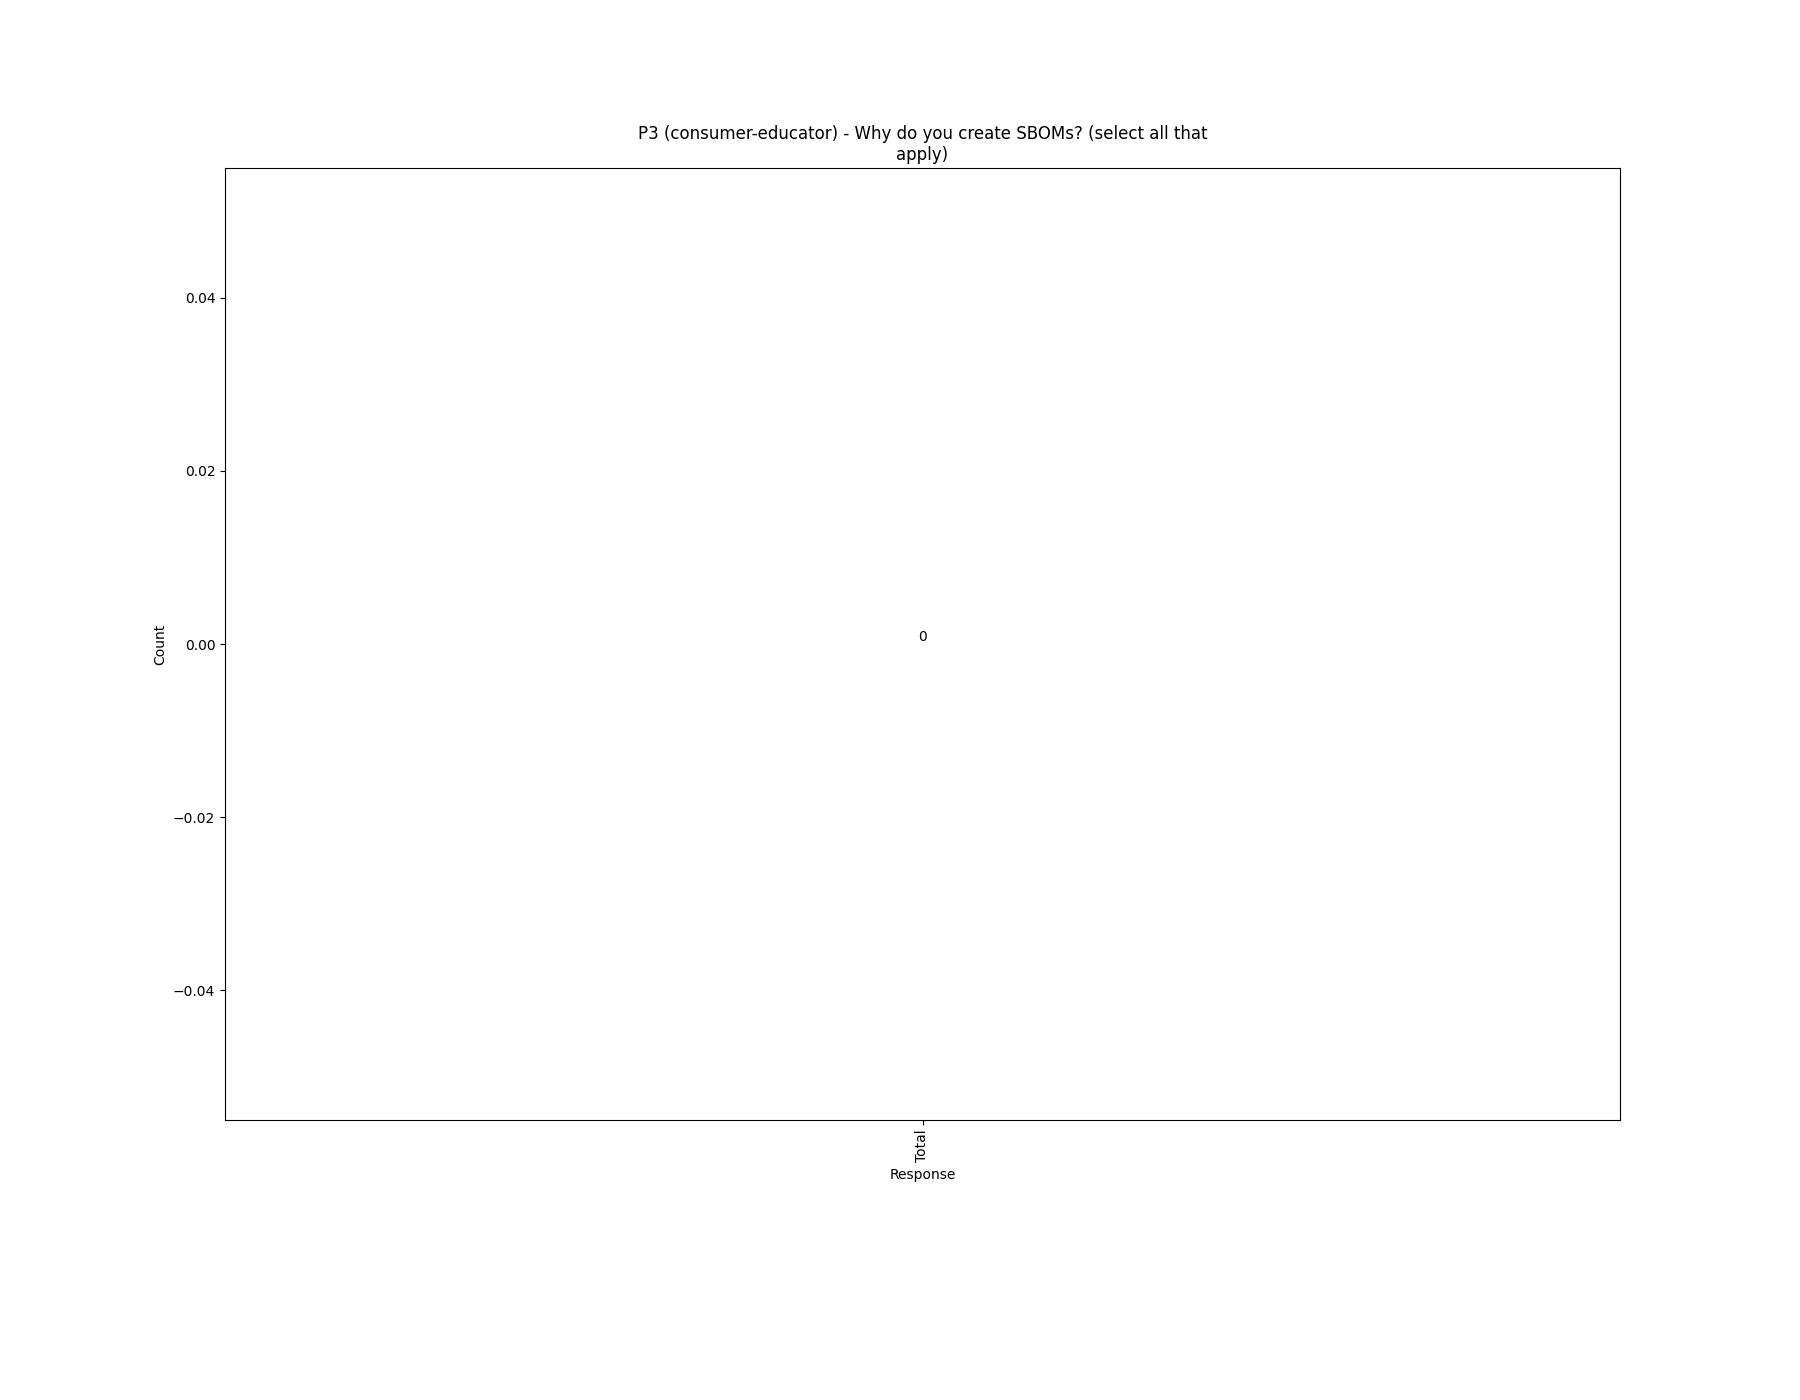 P3 (consumer-educator) - Why do you create SBOMs? (select all that
apply)
0.04
0.02
0.00
−0.02
−0.04
Count
0
Total
Response